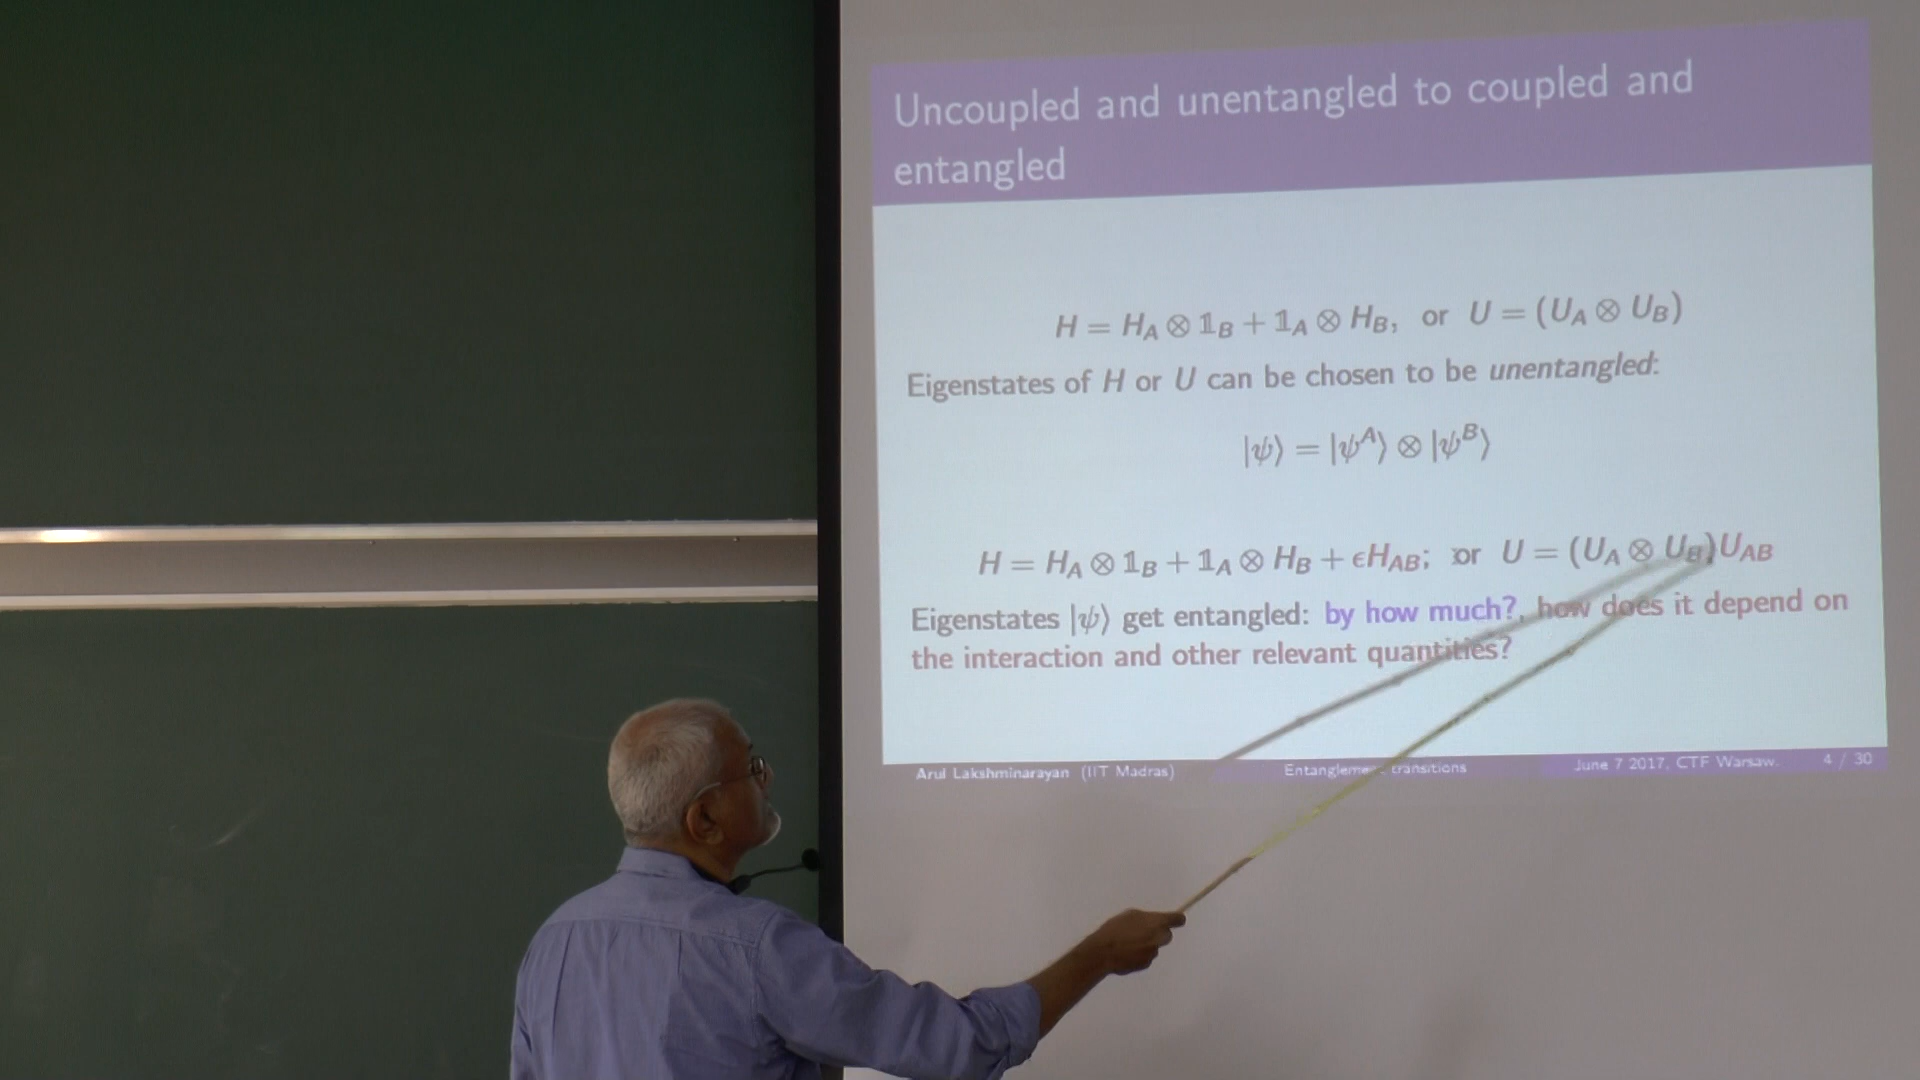 Uncoupled and unentangled to coupled and
entangled
H = H_A ⊗ 𝟙_B + 𝟙_A ⊗ H_B, or U = (U_A ⊗ U_B)
Eigenstates of H or U can be chosen to be unentangled:
|ψ⟩ = |ψ^A⟩ ⊗ |ψ^B⟩
H = H_A ⊗ 𝟙_B + 𝟙_A ⊗ H_B + ϵH_AB; or U = (U_A ⊗ U_B)U_AB
Eigenstates |ψ⟩ get entangled: by how much?, how does it depend on
the interaction and other relevant quantities?
Arul Lakshminarayan (IIT Madras) Entanglement transitions June 7 2017, CTF Warsaw. 4 / 30